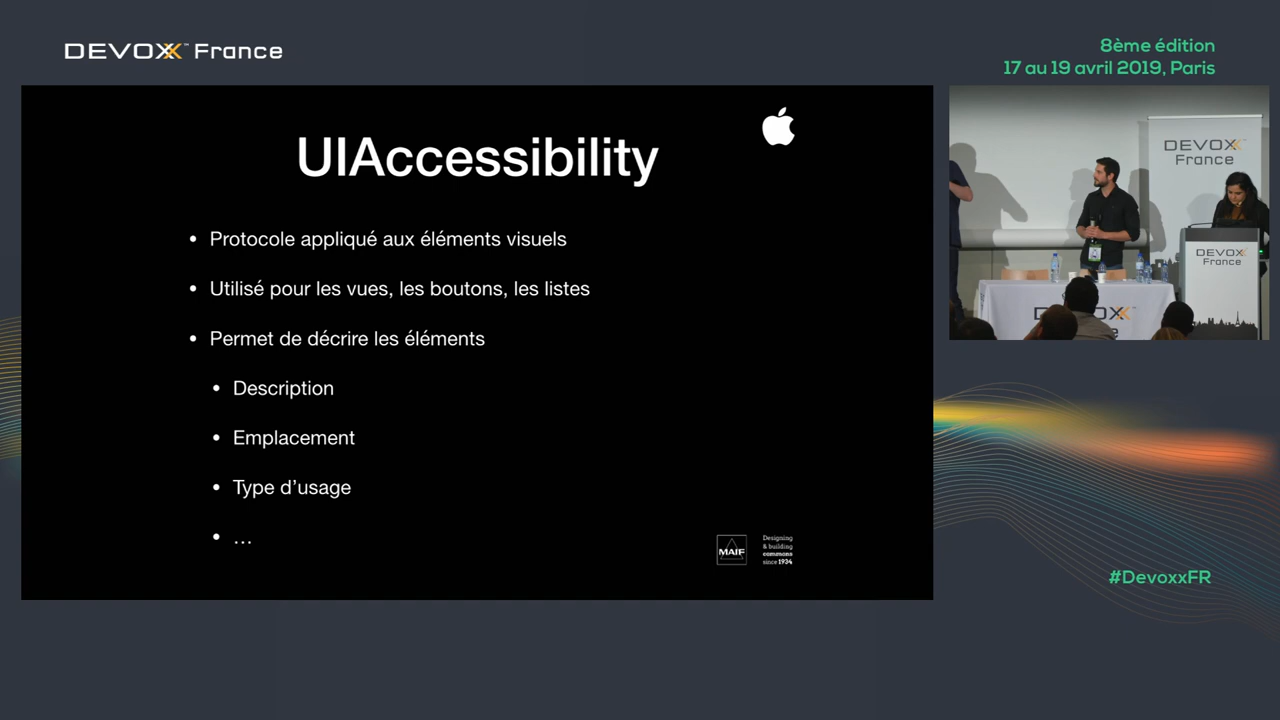 DEVOXX™ France
8ème édition
17 au 19 avril 2019, Paris
UIAccessibility
• Protocole appliqué aux éléments visuels
• Utilisé pour les vues, les boutons, les listes
• Permet de décrire les éléments
• Description
• Emplacement
• Type d’usage
• …
MAIF
Designing
& building
commons
since 1934
DEVOXX
France
DEVOXX
France
DEVOXX
#DevoxxFR